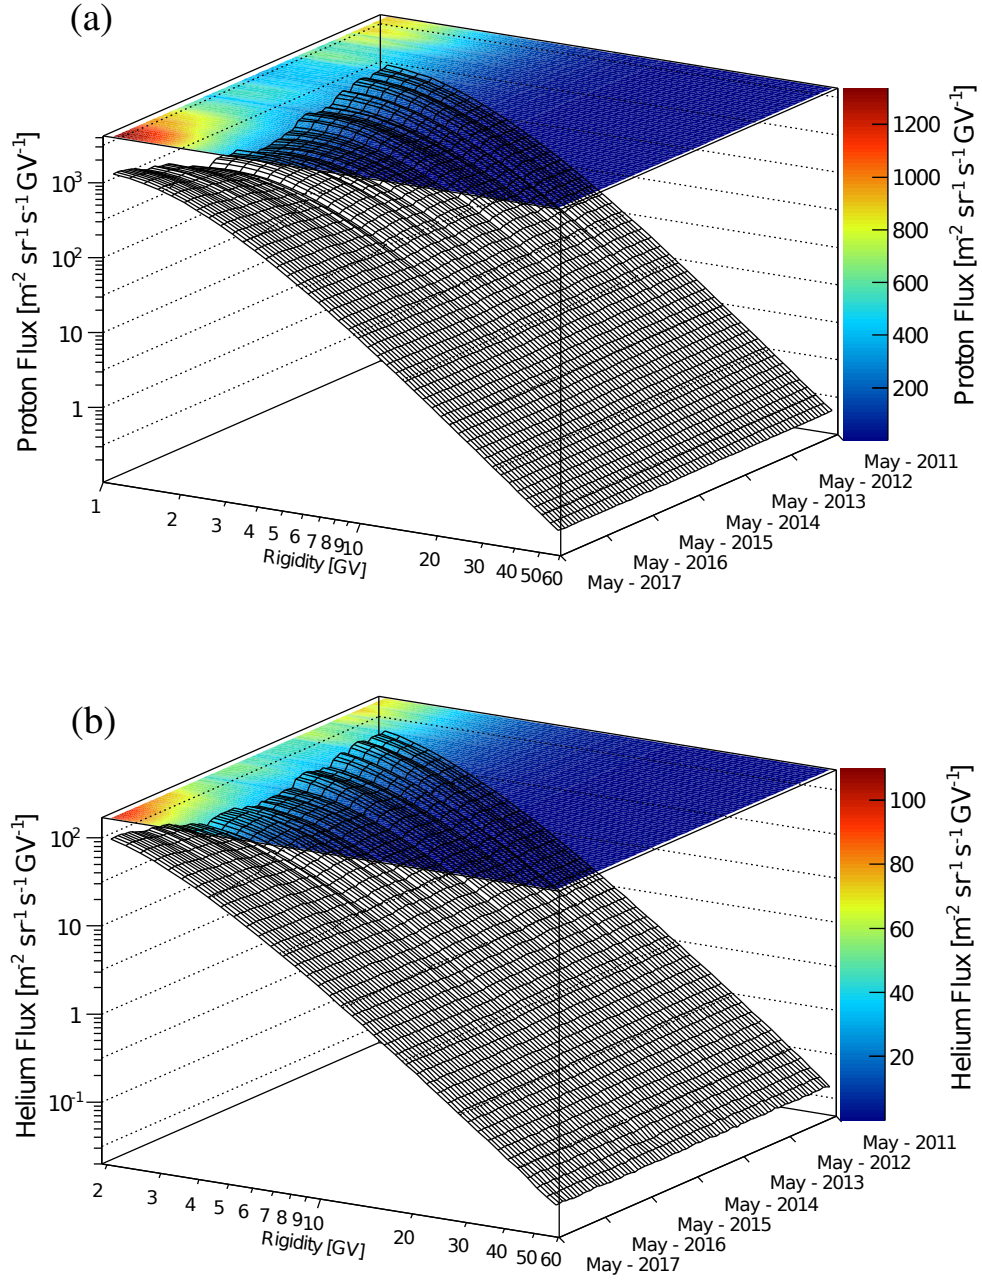 (a)
Proton Flux [m⁻² sr⁻¹ s⁻¹ GV⁻¹]
10³
10²
10
1
1
2
3
4
5
6
7
8
9
10
20
30
40
50
60
Rigidity [GV]
May - 2011
May - 2012
May - 2013
May - 2014
May - 2015
May - 2016
May - 2017
1200
1000
800
600
400
200
Proton Flux [m⁻² sr⁻¹ s⁻¹ GV⁻¹]
(b)
Helium Flux [m⁻² sr⁻¹ s⁻¹ GV⁻¹]
10²
10
1
10⁻¹
2
3
4
5
6
7
8
9
10
20
30
40
50
60
Rigidity [GV]
May - 2011
May - 2012
May - 2013
May - 2014
May - 2015
May - 2016
May - 2017
100
80
60
40
20
Helium Flux [m⁻² sr⁻¹ s⁻¹ GV⁻¹]